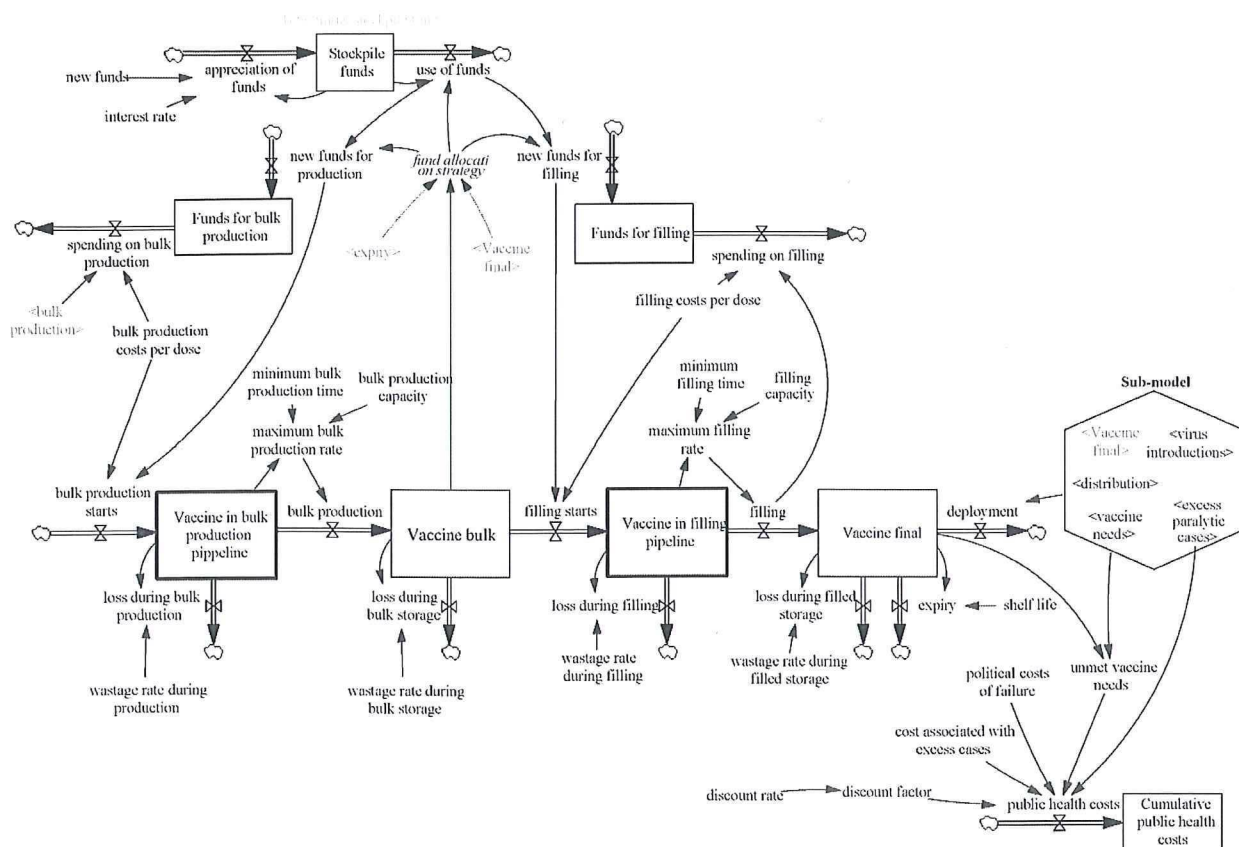 Stockpile
funds
appreciation of
funds
use of funds
new funds
interest rate
new funds for
production
fund allocati
on strategy
new funds for
filling
Funds for bulk
production
Funds for filling
spending on bulk
production
<expiry>
<Vaccine
final>
spending on filling
<bulk
production>
bulk production
costs per dose
filling costs per dose
minimum bulk
production time
bulk production
capacity
minimum
filling time
filling
capacity
Sub-model
maximum bulk
production rate
maximum filling
rate
<Vaccine
final>
<virus
introductions>
<distribution>
<vaccine
needs>
<excess
paralytic
cases>
bulk production
starts
Vaccine in bulk
production pippeline
bulk production
Vaccine bulk
filling starts
Vaccine in filling
pipeline
filling
Vaccine final
deployment
loss during bulk
production
loss during
bulk storage
loss during filling
loss during filled
storage
expiry
shelf life
wastage rate during
production
wastage rate during
bulk storage
wastage rate
during filling
wastage rate during
filled storage
political costs
of failure
unmet vaccine
needs
cost associated with
excess cases
discount rate
discount factor
public health costs
Cumulative
public health
costs